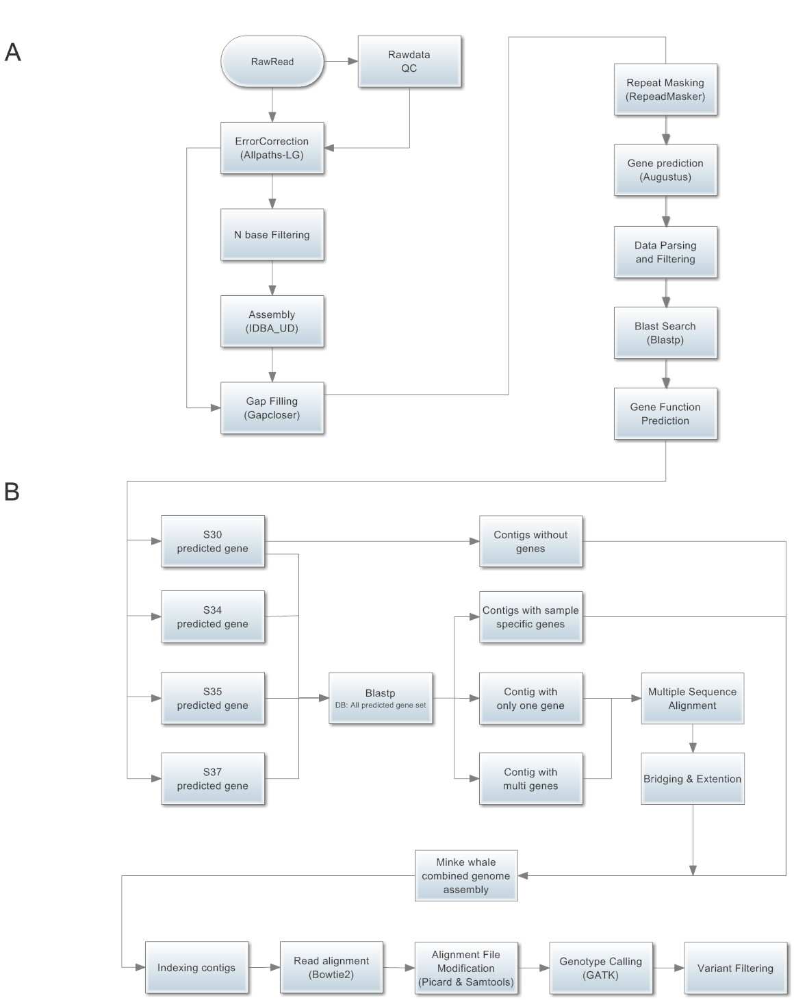 A
RawRead
Rawdata
QC
ErrorCorrection
(Allpaths-LG)
N base Filtering
Assembly
(IDBA_UD)
Gap Filling
(Gapcloser)
Repeat Masking
(RepeadMasker)
Gene prediction
(Augustus)
Data Parsing
and Filtering
Blast Search
(Blastp)
Gene Function
Prediction
B
S30
predicted gene
S34
predicted gene
S35
predicted gene
S37
predicted gene
Blastp
DB: All predicted gene set
Contigs without
genes
Contigs with sample
specific genes
Contig with
only one gene
Contig with
multi genes
Multiple Sequence
Alignment
Bridging & Extention
Minke whale
combined genome
assembly
Indexing contigs
Read alignment
(Bowtie2)
Alignment File
Modification
(Picard & Samtools)
Genotype Calling
(GATK)
Variant Filtering